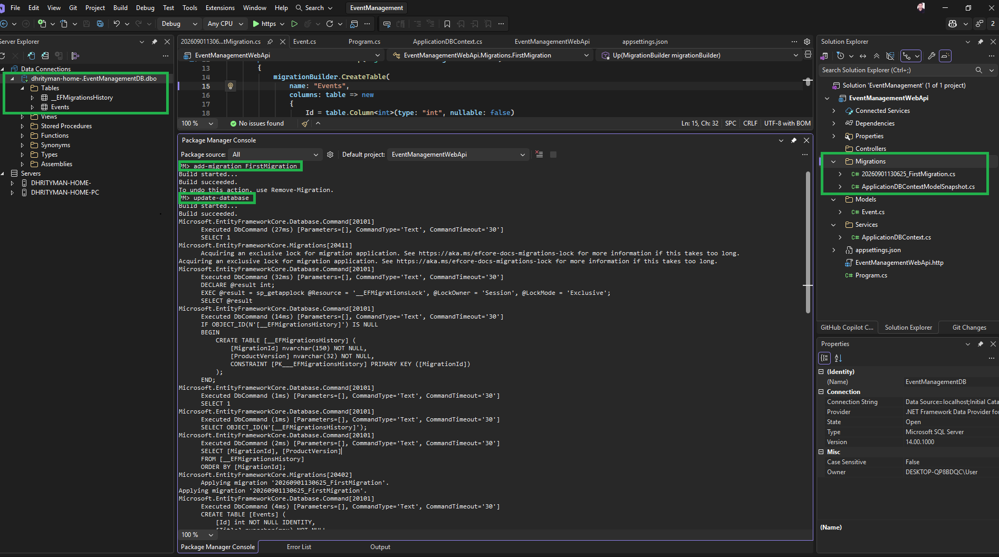 File Edit View Git Project Build Debug Test Tools Extensions Window Help Search EventManagement
Debug Any CPU https 2
Server Explorer
Data Connections
dhrityman-home-.EventManagementDB.dbo
Tables
__EFMigrationsHistory
Events
Views
Stored Procedures
Functions
Synonyms
Types
Assemblies
Servers
DHRITYMAN-HOME-
DHRITYMAN-HOME-PC
202609011306...tMigration.cs Event.cs Program.cs ApplicationDBContext.cs EventManagementWebApi appsettings.json
EventManagementWebApi EventManagementWebApi.Migrations.FirstMigration Up(MigrationBuilder migrationBuilder)
13 {
14 migrationBuilder.CreateTable(
15 name: "Events",
16 columns: table => new
17 {
18 Id = table.Column<int>(type: "int", nullable: false)
100 % No issues found Ln: 15, Ch: 32 SPC CRLF UTF-8 with BOM
Package Manager Console
Package source: All Default project: EventManagementWebApi
PM> add-migration FirstMigration
Build started...
Build succeeded.
To undo this action, use Remove-Migration.
PM> update-database
Build started...
Build succeeded.
Microsoft.EntityFrameworkCore.Database.Command[20101]
Executed DbCommand (27ms) [Parameters=[], CommandType='Text', CommandTimeout='30']
SELECT 1
Microsoft.EntityFrameworkCore.Migrations[20411]
Acquiring an exclusive lock for migration application. See https://aka.ms/efcore-docs-migrations-lock for more information if this takes too long.
Acquiring an exclusive lock for migration application. See https://aka.ms/efcore-docs-migrations-lock for more information if this takes too long.
Microsoft.EntityFrameworkCore.Database.Command[20101]
Executed DbCommand (32ms) [Parameters=[], CommandType='Text', CommandTimeout='30']
DECLARE @result int;
EXEC @result = sp_getapplock @Resource = '__EFMigrationsLock', @LockOwner = 'Session', @LockMode = 'Exclusive';
SELECT @result
Microsoft.EntityFrameworkCore.Database.Command[20101]
Executed DbCommand (14ms) [Parameters=[], CommandType='Text', CommandTimeout='30']
IF OBJECT_ID(N'[__EFMigrationsHistory]') IS NULL
BEGIN
CREATE TABLE [__EFMigrationsHistory] (
[MigrationId] nvarchar(150) NOT NULL,
[ProductVersion] nvarchar(32) NOT NULL,
CONSTRAINT [PK___EFMigrationsHistory] PRIMARY KEY ([MigrationId])
);
END;
Microsoft.EntityFrameworkCore.Database.Command[20101]
Executed DbCommand (1ms) [Parameters=[], CommandType='Text', CommandTimeout='30']
SELECT 1
Microsoft.EntityFrameworkCore.Database.Command[20101]
Executed DbCommand (1ms) [Parameters=[], CommandType='Text', CommandTimeout='30']
SELECT OBJECT_ID(N'[__EFMigrationsHistory]');
Microsoft.EntityFrameworkCore.Database.Command[20101]
Executed DbCommand (2ms) [Parameters=[], CommandType='Text', CommandTimeout='30']
SELECT [MigrationId], [ProductVersion]
FROM [__EFMigrationsHistory]
ORDER BY [MigrationId];
Microsoft.EntityFrameworkCore.Migrations[20402]
Applying migration '20260901130625_FirstMigration'.
Applying migration '20260901130625_FirstMigration'.
Microsoft.EntityFrameworkCore.Database.Command[20101]
Executed DbCommand (4ms) [Parameters=[], CommandType='Text', CommandTimeout='30']
CREATE TABLE [Events] (
[Id] int NOT NULL IDENTITY,
[Title] nvarchar(max) NOT NULL
100 %
Package Manager Console Error List Output
Solution Explorer
Search Solution Explorer (Ctrl+;)
Solution 'EventManagement' (1 of 1 project)
EventManagementWebApi
Connected Services
Dependencies
Properties
Controllers
Migrations
C# 20260901130625_FirstMigration.cs
C# ApplicationDBContextModelSnapshot.cs
Models
C# Event.cs
Services
C# ApplicationDBContext.cs
appsettings.json
EventManagementWebApi.http
C# Program.cs
GitHub Copilot C... Solution Explorer Git Changes
Properties
(Identity)
(Name) EventManagementDB
Connection
Connection String Data Source=localhost;Initial Cata
Provider .NET Framework Data Provider for
State Open
Type Microsoft SQL Server
Version 14.00.1000
Misc
Case Sensitive False
Owner DESKTOP-QP8BDQC\User
(Name)